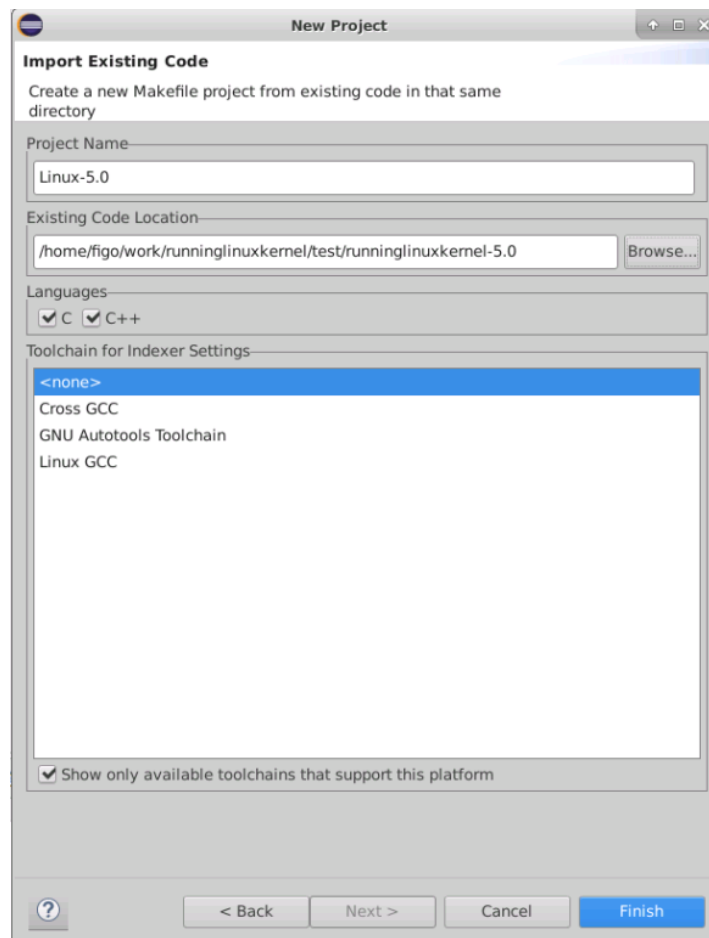 New Project
Import Existing Code
Create a new Makefile project from existing code in that same
directory
Project Name
Linux-5.0
Existing Code Location
/home/figo/work/runninglinuxkernel/test/runninglinuxkernel-5.0
Browse...
Languages
C C++
Toolchain for Indexer Settings
<none>
Cross GCC
GNU Autotools Toolchain
Linux GCC
Show only available toolchains that support this platform
? < Back Next > Cancel Finish